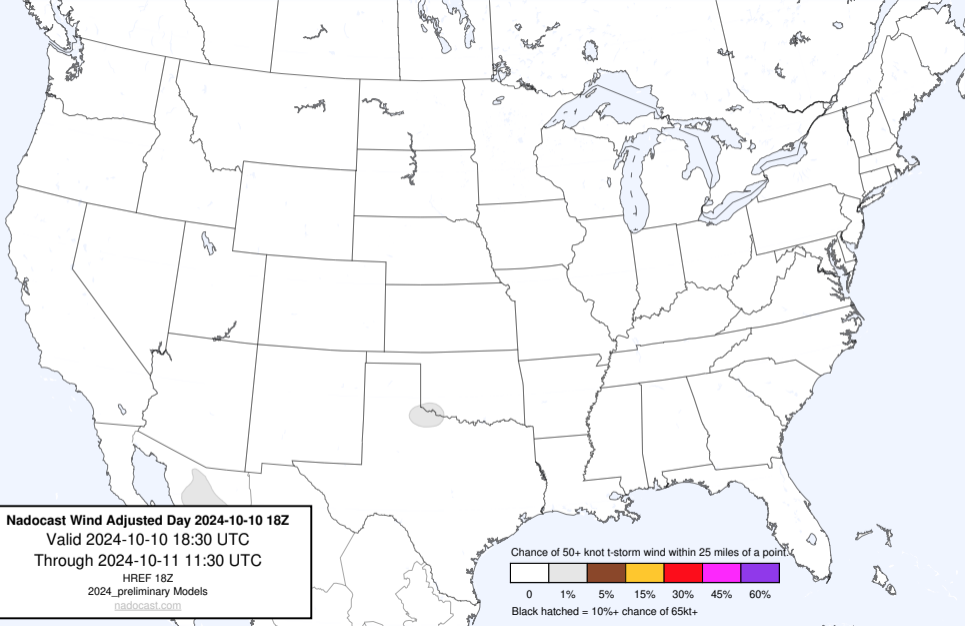 Nadocast Wind Adjusted Day 2024-10-10 18Z
Valid 2024-10-10 18:30 UTC
Through 2024-10-11 11:30 UTC
HREF 18Z
2024_preliminary Models
nadocast.com
Chance of 50+ knot t-storm wind within 25 miles of a point.
0 1% 5% 15% 30% 45% 60%
Black hatched = 10%+ chance of 65kt+